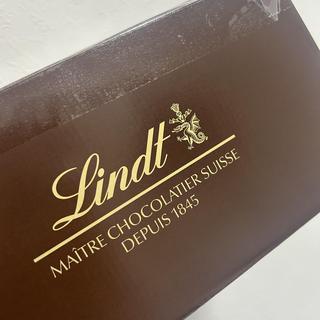 Lindt
MAÎTRE CHOCOLATIER SUISSE
DEPUIS 1845